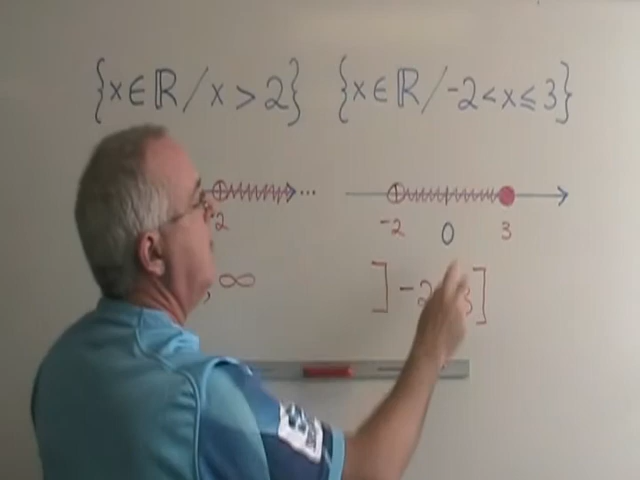 {x∈ℝ/x>2} {x∈ℝ/-2<x≤3}
... 
2 -2 0 3
∞ ]-2 3]